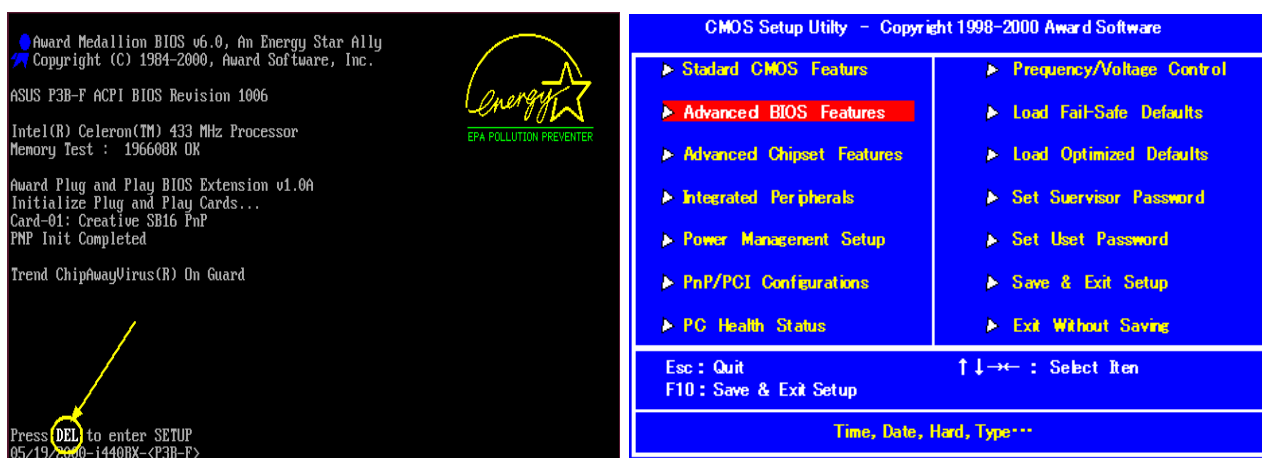 Award Medallion BIOS v6.0, An Energy Star Ally
Copyright (C) 1984-2000, Award Software, Inc.
ASUS P3B-F ACPI BIOS Revision 1006
energy
EPA POLLUTION PREVENTER
Intel(R) Celeron(TM) 433 MHz Processor
Memory Test : 196608K OK
Award Plug and Play BIOS Extension v1.0A
Initialize Plug and Play Cards...
Card-01: Creative SB16 PnP
PNP Init Completed
Trend ChipAwayVirus(R) On Guard
Press DEL to enter SETUP
05/19/2000-i440BX-<P3B-F>
CMOS Setup Utilty - Copyright 1998-2000 Award Software
Stadard CMOS Featurs
Advanced BIOS Features
Advanced Chipset Features
Integrated Peripherals
Power Managenent Setup
PnP/PCI Configurations
PC Health Status
Prequency/Voltage Control
Load Fail-Safe Defaults
Load Optimized Defaults
Set Suervisor Password
Set Uset Password
Save & Exit Setup
Exit Without Saving
Esc : Quit
F10 : Save & Exit Setup
↑↓→← : Select Iten
Time, Date, Hard, Type···